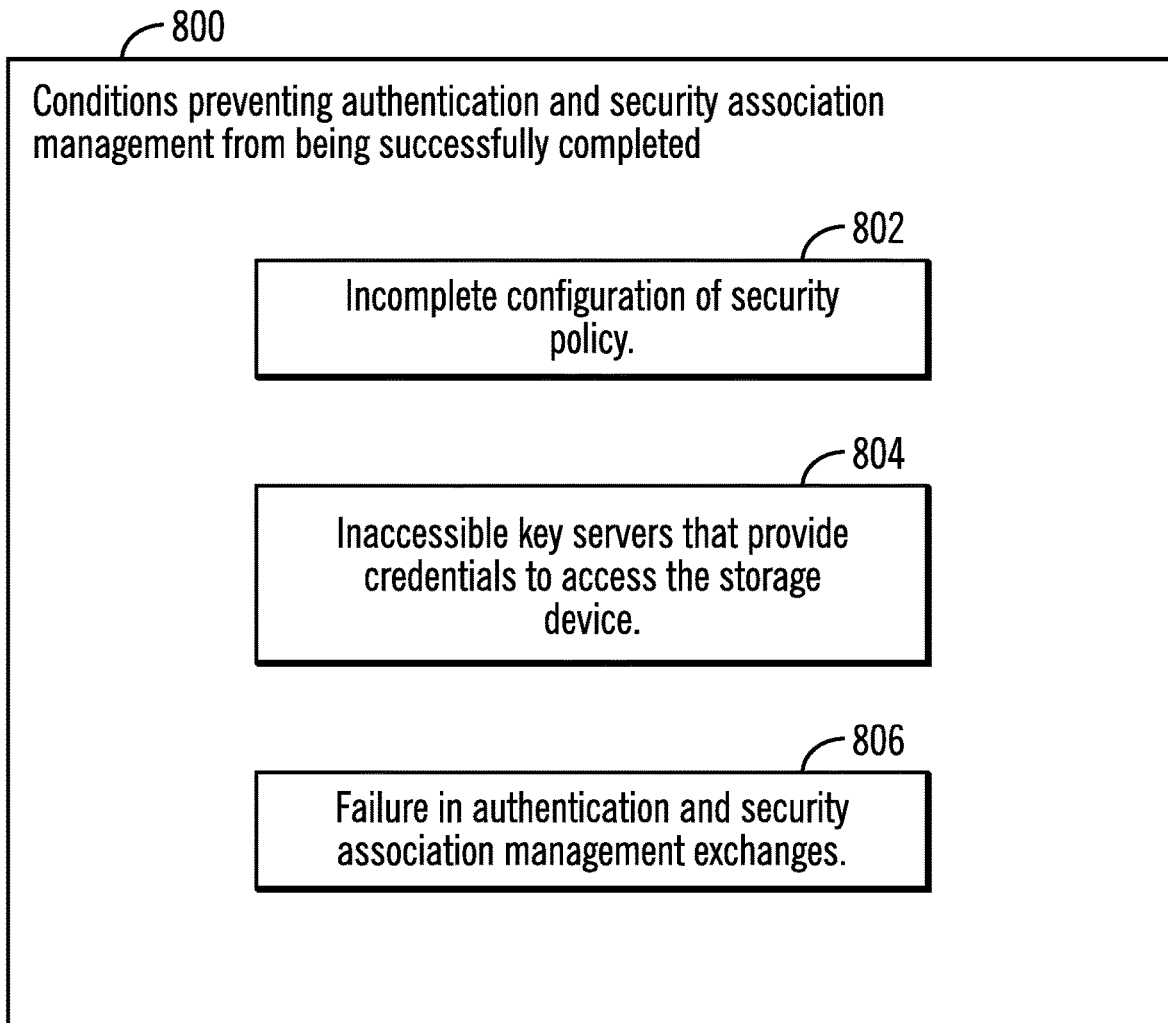 800
Conditions preventing authentication and security association
management from being successfully completed
802
Incomplete configuration of security
policy.
804
Inaccessible key servers that provide
credentials to access the storage
device.
806
Failure in authentication and security
association management exchanges.